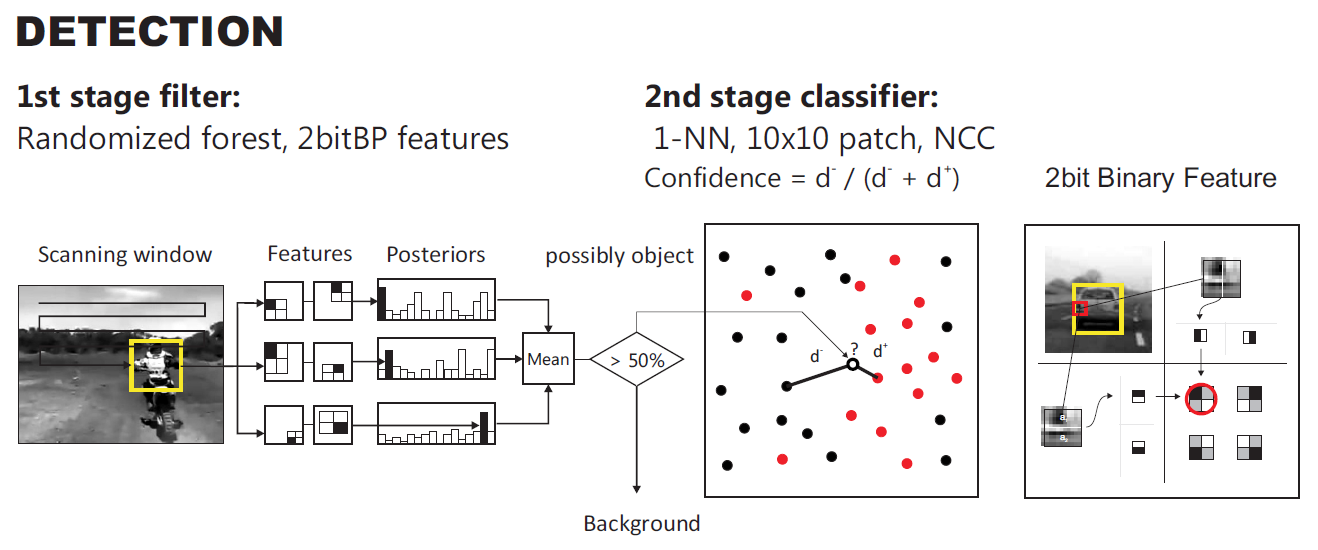 DETECTION
1st stage filter:
Randomized forest, 2bitBP features
2nd stage classifier:
1-NN, 10x10 patch, NCC
Confidence = d⁻ / (d⁻ + d⁺)
2bit Binary Feature
Scanning window
Features
Posteriors
possibly object
Mean
> 50%
Background
d⁻
?
d⁺